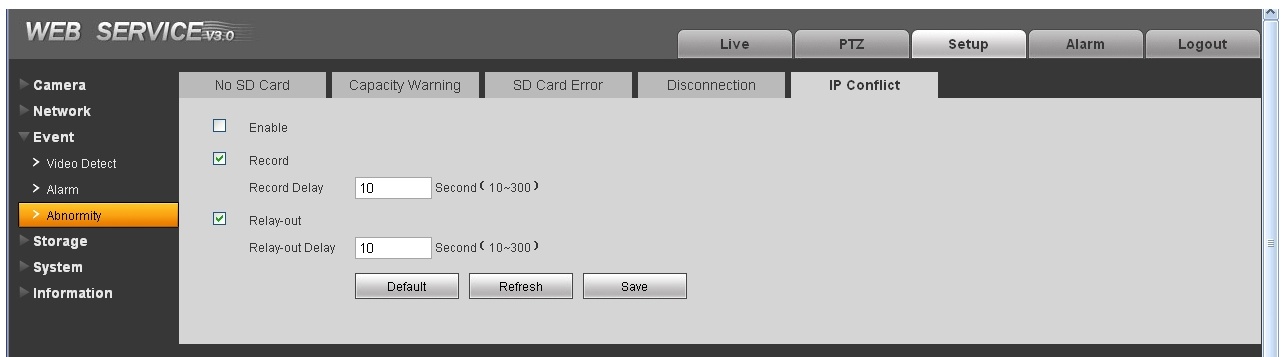 WEB SERVICE V3.0
Live PTZ Setup Alarm Logout
Camera
Network
Event
Video Detect
Alarm
Abnormity
Storage
System
Information
No SD Card Capacity Warning SD Card Error Disconnection IP Conflict
Enable
Record
Record Delay 10 Second ( 10~300 )
Relay-out
Relay-out Delay 10 Second ( 10~300 )
Default Refresh Save